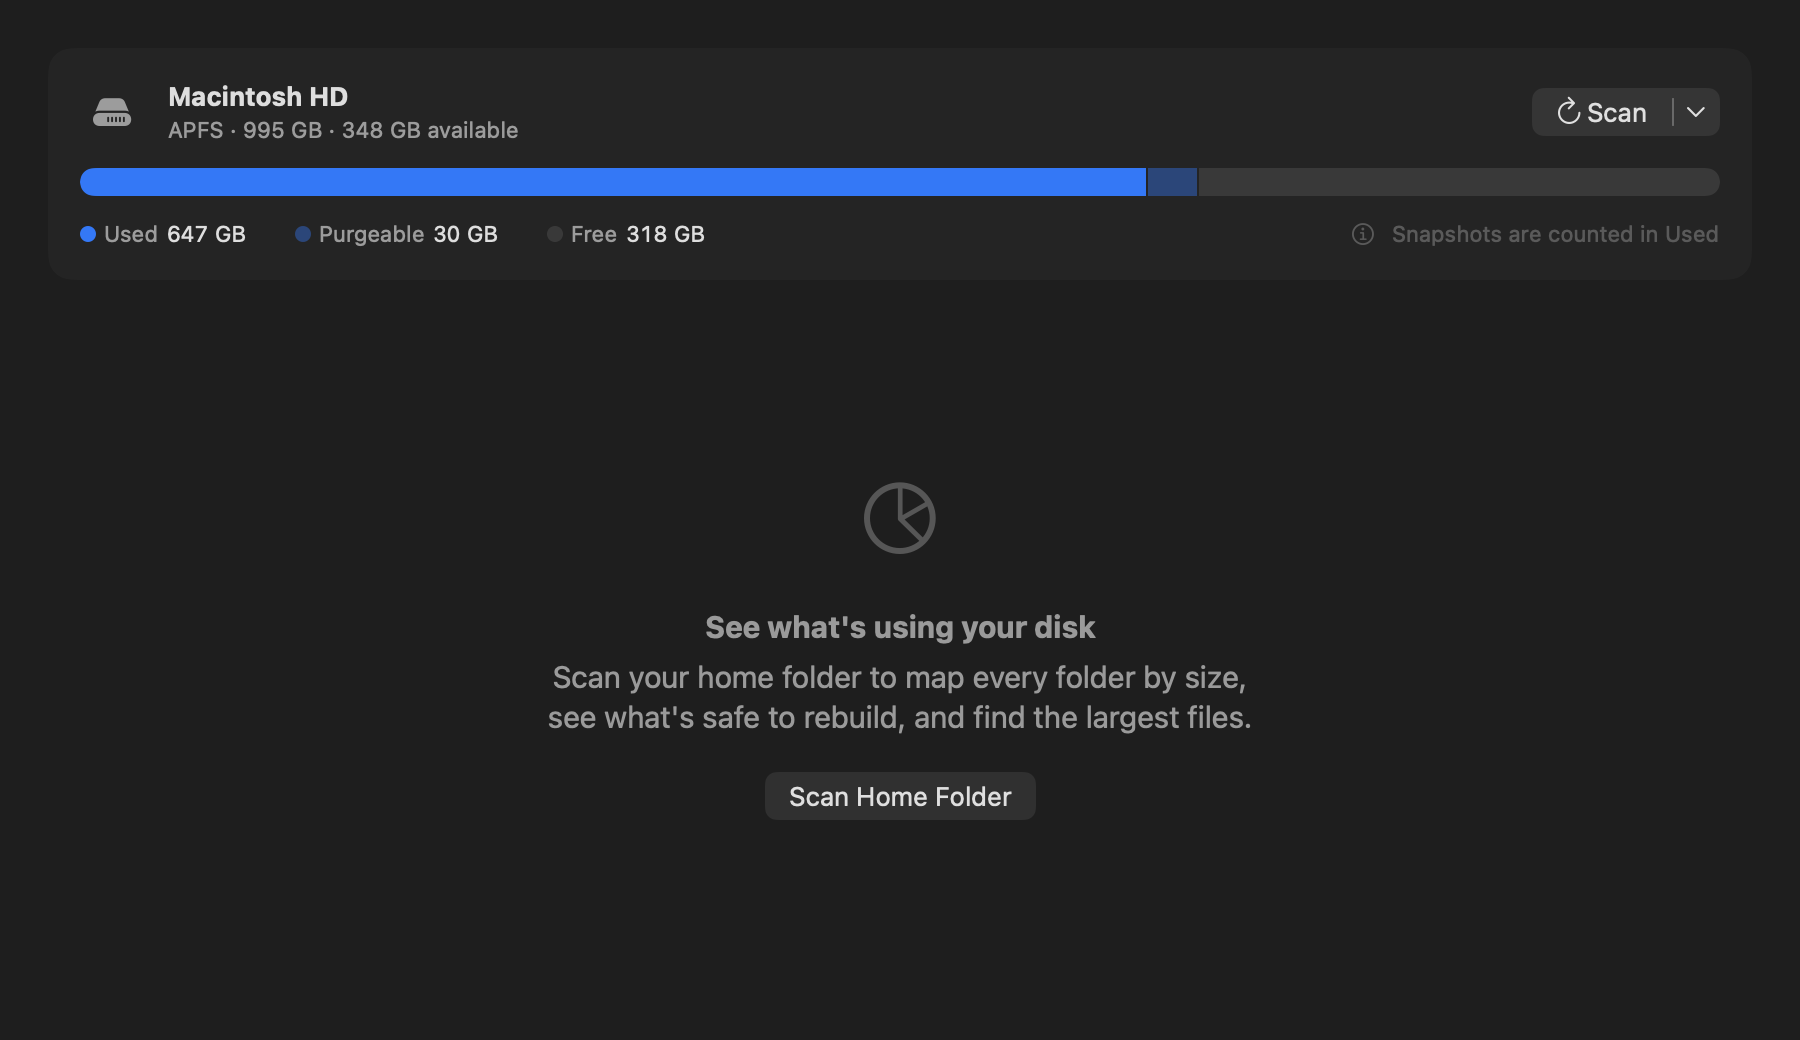 Macintosh HD
APFS · 995 GB · 348 GB available
Scan
Used 647 GB
Purgeable 30 GB
Free 318 GB
Snapshots are counted in Used
See what's using your disk
Scan your home folder to map every folder by size,
see what's safe to rebuild, and find the largest files.
Scan Home Folder